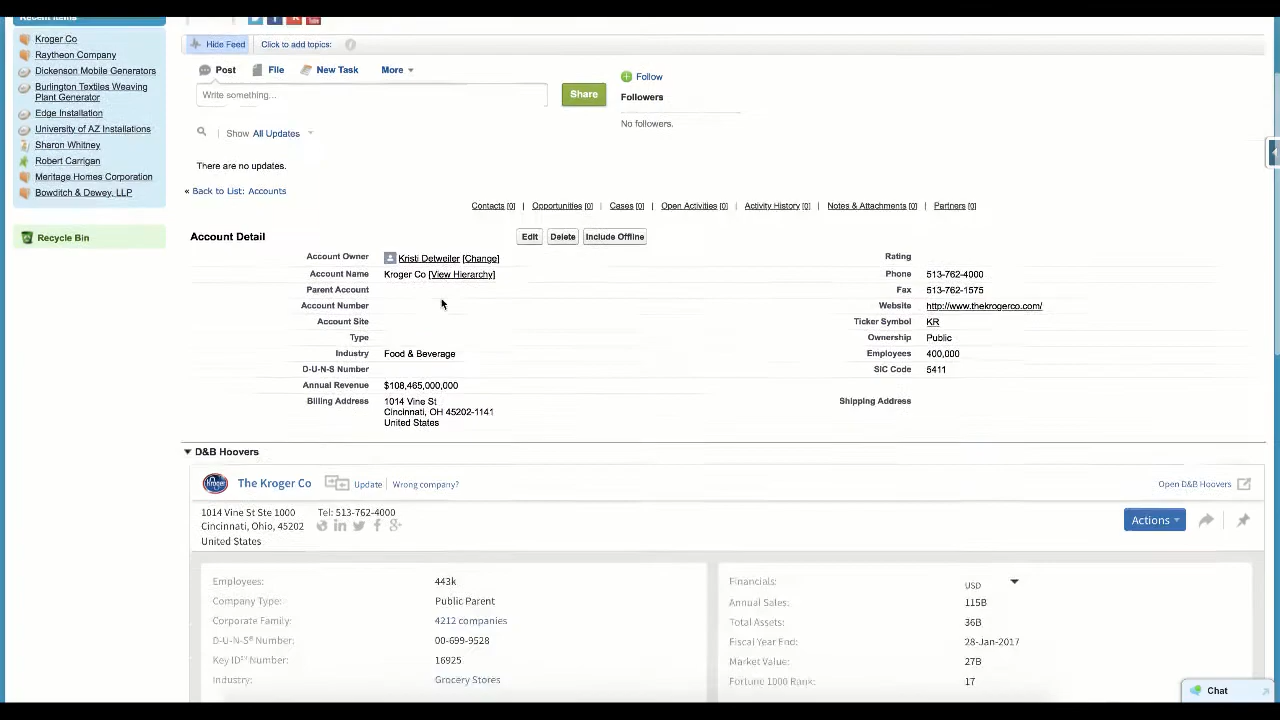 Recent Items
Kroger Co
Raytheon Company
Dickenson Mobile Generators
Burlington Textiles Weaving
Plant Generator
Edge Installation
University of AZ Installations
Sharon Whitney
Robert Carrigan
Meritage Homes Corporation
Bowditch & Dewey, LLP
Recycle Bin
Hide Feed
Click to add topics:
Post File New Task More
Write something...
Share
Follow
Followers
No followers.
Show All Updates
There are no updates.
« Back to List: Accounts
Contacts [0] | Opportunities [0] | Cases [0] | Open Activities [0] | Activity History [0] | Notes & Attachments [0] | Partners [0]
Account Detail
Edit Delete Include Offline
Account Owner Kristi Detweiler [Change] Rating
Account Name Kroger Co [View Hierarchy] Phone 513-762-4000
Parent Account Fax 513-762-1575
Account Number Website http://www.thekrogerco.com/
Account Site Ticker Symbol KR
Type Ownership Public
Industry Food & Beverage Employees 400,000
D-U-N-S Number SIC Code 5411
Annual Revenue $108,465,000,000
Billing Address 1014 Vine St Shipping Address
Cincinnati, OH 45202-1141
United States
D&B Hoovers
Kroger
The Kroger Co Update | Wrong company? Open D&B Hoovers
1014 Vine St Ste 1000 Tel: 513-762-4000
Cincinnati, Ohio, 45202
United States
Actions
Employees: 443k
Company Type: Public Parent
Corporate Family: 4212 companies
D-U-N-S® Number: 00-699-9528
Key ID℠ Number: 16925
Industry: Grocery Stores
Financials: USD
Annual Sales: 115B
Total Assets: 36B
Fiscal Year End: 28-Jan-2017
Market Value: 27B
Fortune 1000 Rank: 17
Chat